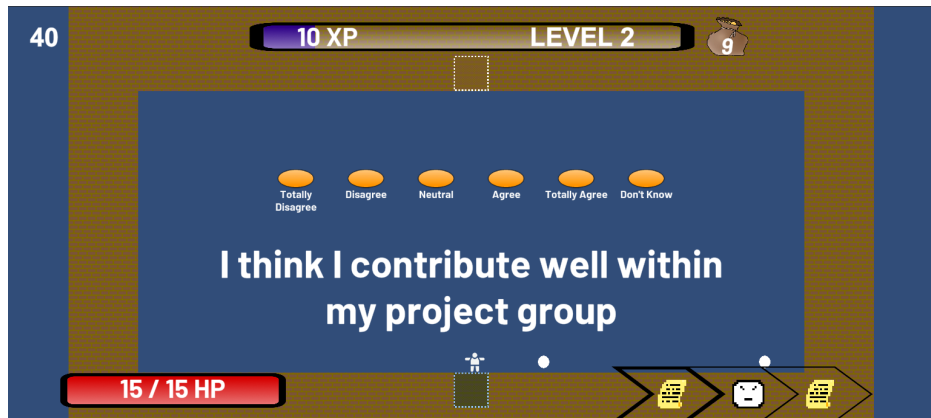 40
10 XP
LEVEL 2
9
Totally
Disagree
Disagree
Neutral
Agree
Totally Agree
Don't Know
I think I contribute well within
my project group
15 / 15 HP